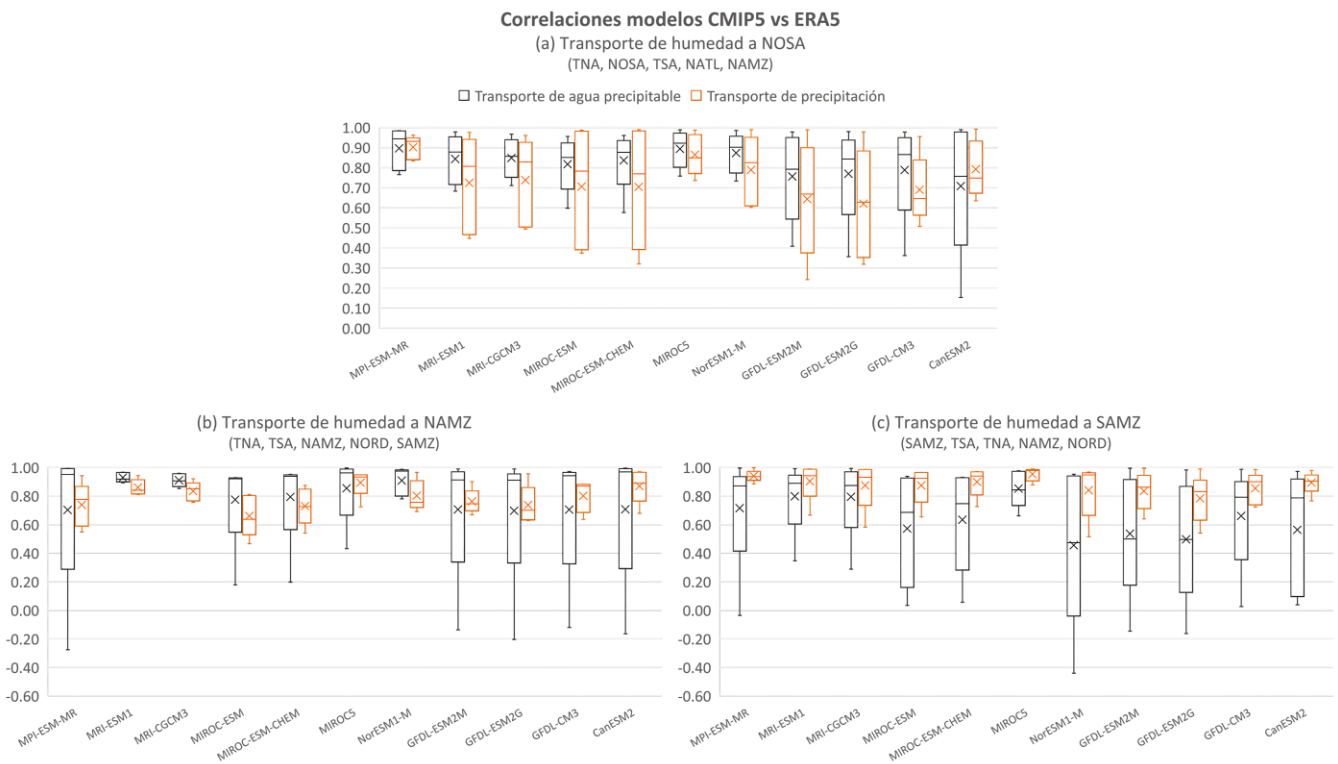 Correlaciones modelos CMIP5 vs ERA5
(a) Transporte de humedad a NOSA
(TNA, NOSA, TSA, NATL, NAMZ)
Transporte de agua precipitable
Transporte de precipitación
1.00
0.90
0.80
0.70
0.60
0.50
0.40
0.30
0.20
0.10
0.00
MPI-ESM-MR
MRI-ESM1
MRI-CGCM3
MIROC-ESM
MIROC-ESM-CHEM
MIROC5
NorESM1-M
GFDL-ESM2M
GFDL-ESM2G
GFDL-CM3
CanESM2
(b) Transporte de humedad a NAMZ
(TNA, TSA, NAMZ, NORD, SAMZ)
1.00
0.80
0.60
0.40
0.20
0.00
-0.20
-0.40
-0.60
MPI-ESM-MR
MRI-ESM1
MRI-CGCM3
MIROC-ESM
MIROC-ESM-CHEM
MIROC5
NorESM1-M
GFDL-ESM2M
GFDL-ESM2G
GFDL-CM3
CanESM2
(c) Transporte de humedad a SAMZ
(SAMZ, TSA, TNA, NAMZ, NORD)
1.00
0.80
0.60
0.40
0.20
0.00
-0.20
-0.40
-0.60
MPI-ESM-MR
MRI-ESM1
MRI-CGCM3
MIROC-ESM
MIROC-ESM-CHEM
MIROC5
NorESM1-M
GFDL-ESM2M
GFDL-ESM2G
GFDL-CM3
CanESM2